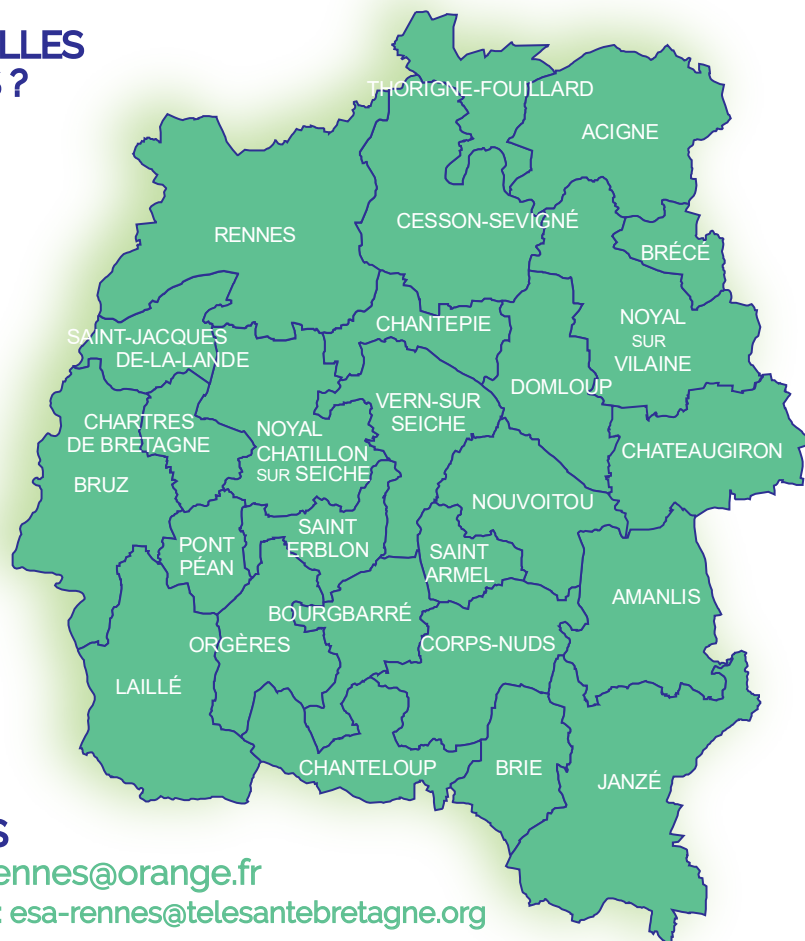 LLES
S ?
THORIGNE-FOUILLARD
ACIGNE
RENNES
CESSON-SEVIGNÉ
BRÉCÉ
SAINT-JACQUES
DE-LA-LANDE
CHANTEPIE
NOYAL
SUR
VILAINE
DOMLOUP
VERN-SUR
SEICHE
CHARTRES
DE BRETAGNE
NOYAL
CHATILLON
SUR SEICHE
CHATEAUGIRON
BRUZ
NOUVOITOU
PONT
PÉAN
SAINT
ERBLON
SAINT
ARMEL
AMANLIS
BOURGBARRÉ
ORGÈRES
CORPS-NUDS
LAILLÉ
CHANTELOUP
BRIE
JANZÉ
S
ennes@orange.fr
: esa-rennes@telesantebretagne.org